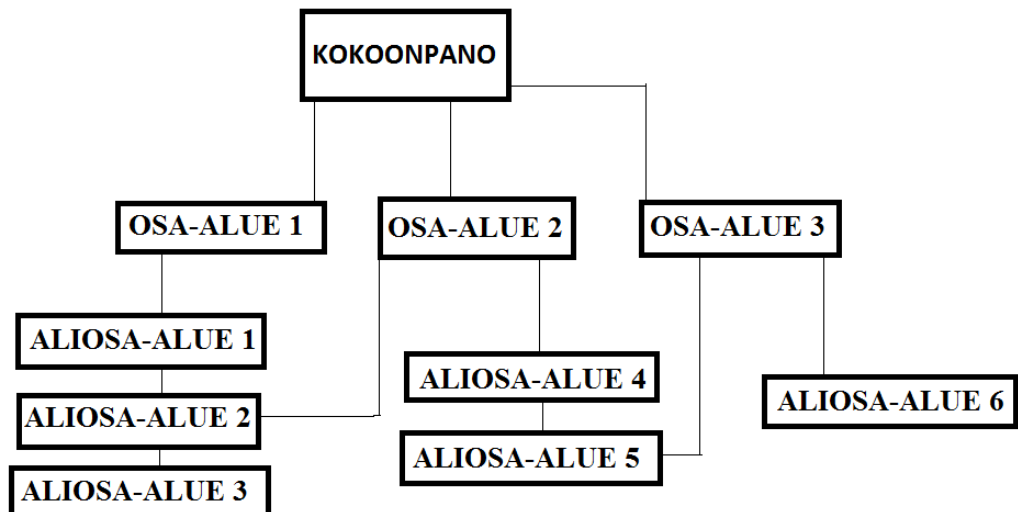 KOKOONPANO
OSA-ALUE 1
OSA-ALUE 2
OSA-ALUE 3
ALIOSA-ALUE 1
ALIOSA-ALUE 2
ALIOSA-ALUE 3
ALIOSA-ALUE 4
ALIOSA-ALUE 5
ALIOSA-ALUE 6